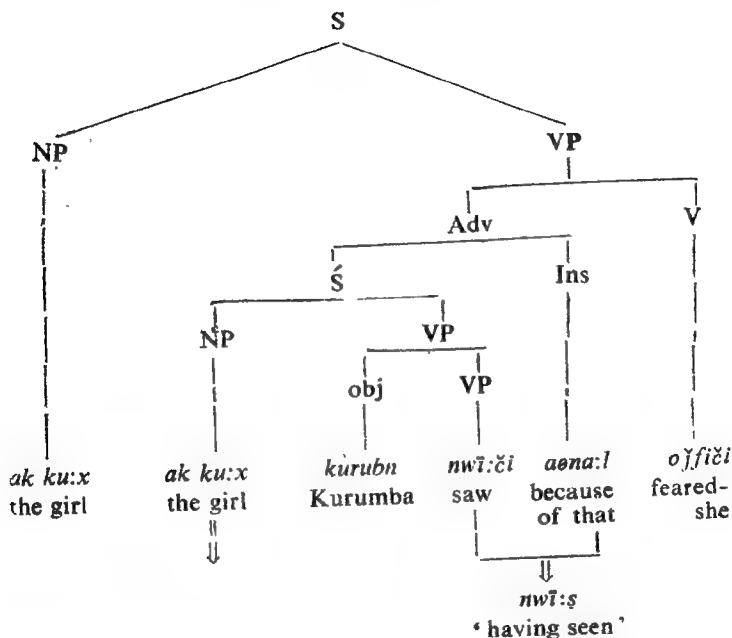 S
NP VP
Adv V
Ś Ins
NP VP
obj VP
ak ku:x ak ku:x kurubn nwī:či aɵna:l oǰfiči
the girl the girl Kurumba saw because feared-
of that she
⇓ ⇓
nwī:ṣ
‘ having seen ’